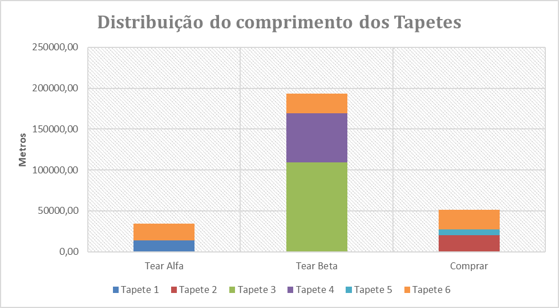 Distribuição do comprimento dos Tapetes
250000,00
200000,00
150000,00
100000,00
50000,00
0,00
Metros
Tear Alfa Tear Beta Comprar
Tapete 1 Tapete 2 Tapete 3 Tapete 4 Tapete 5 Tapete 6